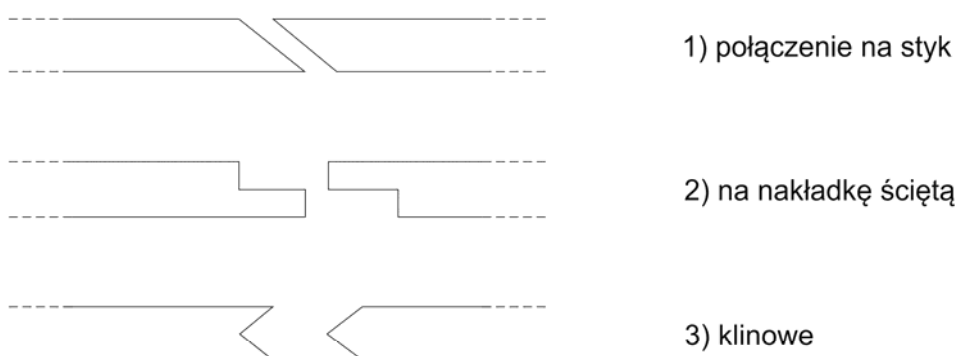 1) połączenie na styk
2) na nakładkę ściętą
3) klinowe